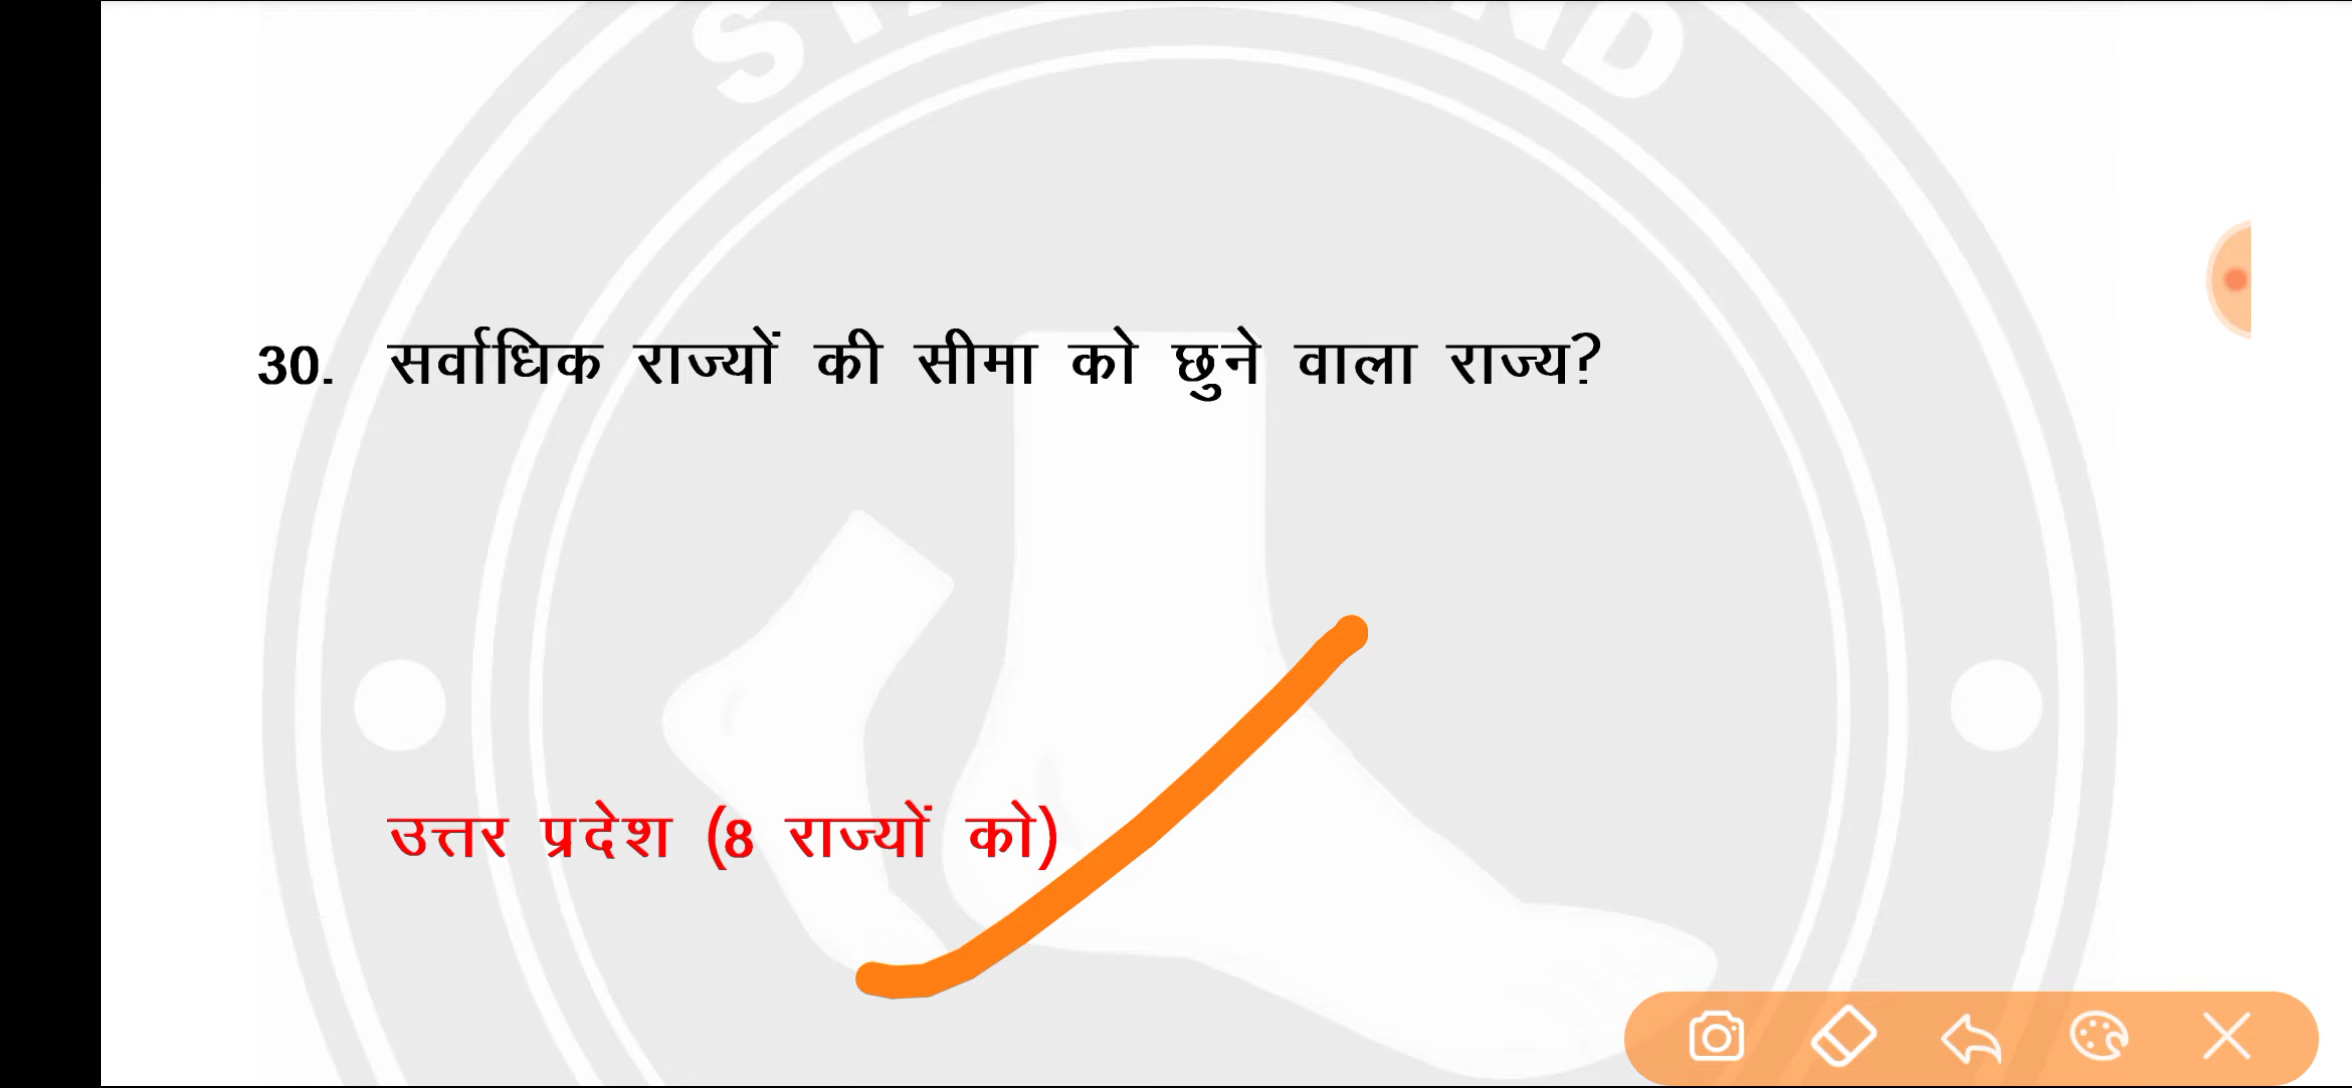 30. सर्वाधिक राज्यों की सीमा को छुने वाला राज्य?
उत्तर प्रदेश (8 राज्यों को)